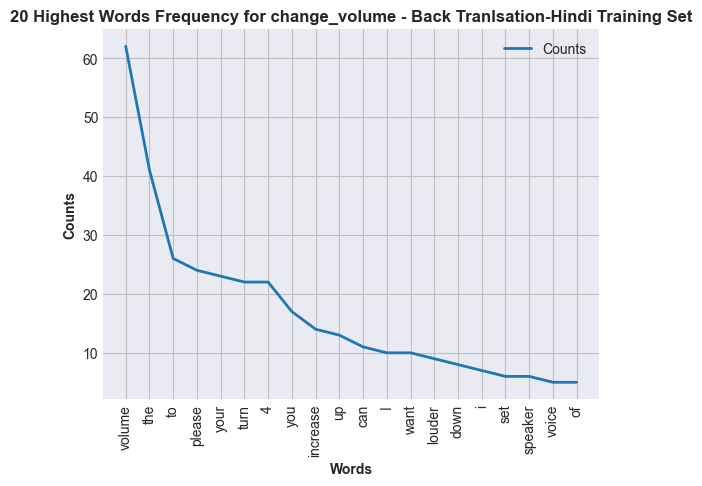 20 Highest Words Frequency for change_volume - Back Tranlsation-Hindi Training Set
Counts
60
50
40
30
20
10
Counts
volume
the
to
please
your
turn
4
you
increase
up
can
I
want
louder
down
i
set
speaker
voice
of
Words